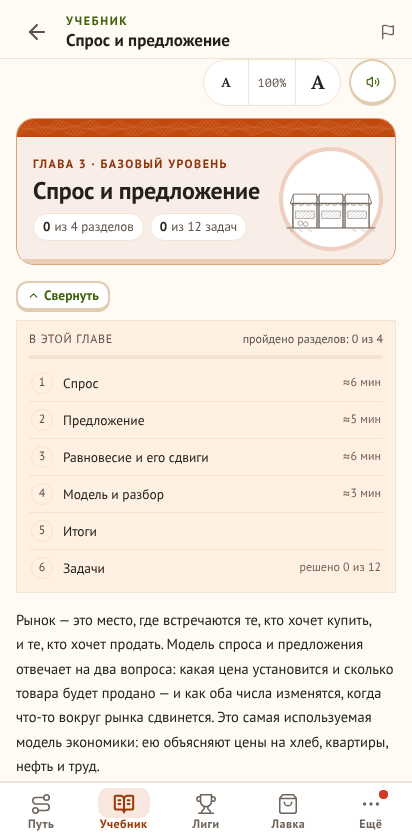 УЧЕБНИК
Спрос и предложение
A 100% A
ГЛАВА 3 · БАЗОВЫЙ УРОВЕНЬ
Спрос и предложение
0 из 4 разделов 0 из 12 задач
Свернуть
В ЭТОЙ ГЛАВЕ пройдено разделов: 0 из 4
1 Спрос ≈6 мин
2 Предложение ≈5 мин
3 Равновесие и его сдвиги ≈6 мин
4 Модель и разбор ≈3 мин
5 Итоги
6 Задачи решено 0 из 12
Рынок — это место, где встречаются те, кто хочет купить,
и те, кто хочет продать. Модель спроса и предложения
отвечает на два вопроса: какая цена установится и сколько
товара будет продано — и как оба числа изменятся, когда
что-то вокруг рынка сдвинется. Это самая используемая
модель экономики: ею объясняют цены на хлеб, квартиры,
нефть и труд.
Путь Учебник Лиги Лавка Ещё